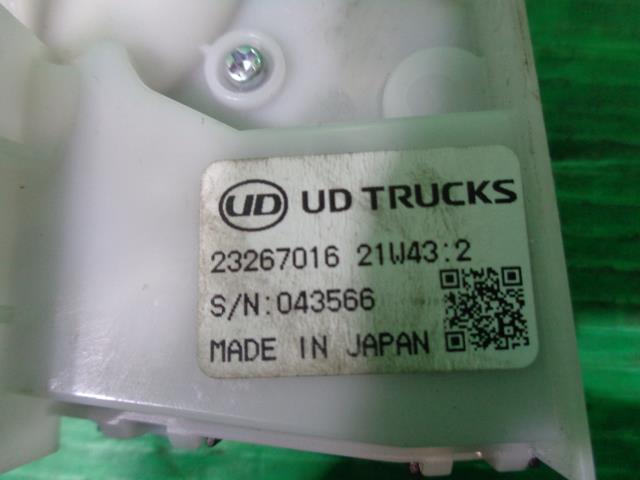 UD UD TRUCKS
23267016 21W43:2
S/N:043566
MADE IN JAPAN